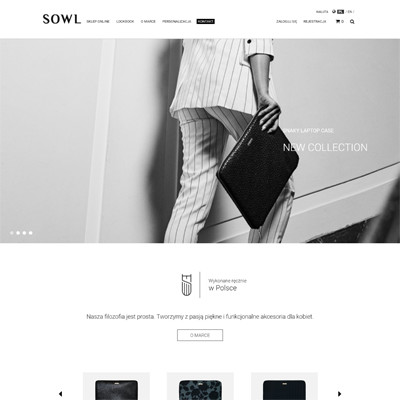 WALUTA PL EN
SOWL SKLEP ONLINE LOOKBOOK O MARCE PERSONALIZACJA KONTAKT ZALOGUJ SIĘ REJESTRACJA 0
LAPTOP CASE
NEW COLLECTION
Wykonane ręcznie
w Polsce
Nasza filozofia jest prosta. Tworzymy z pasją piękne i funkcjonalne akcesoria dla kobiet.
O MARCE